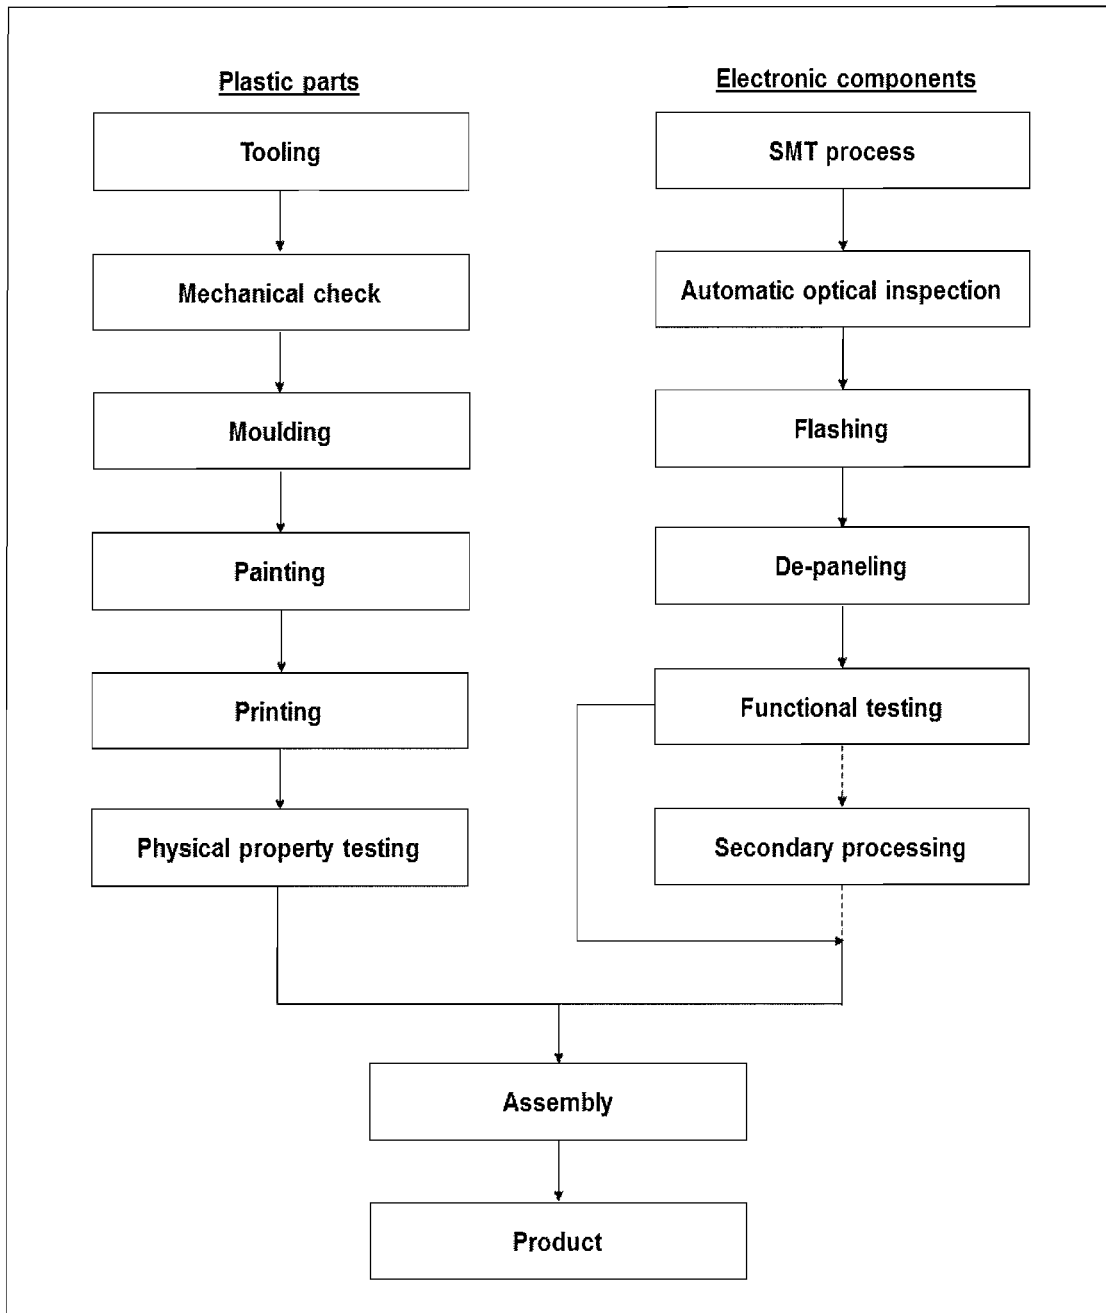 Plastic parts
Tooling
Mechanical check
Moulding
Painting
Printing
Physical property testing
Electronic components
SMT process
Automatic optical inspection
Flashing
De-paneling
Functional testing
Secondary processing
Assembly
Product